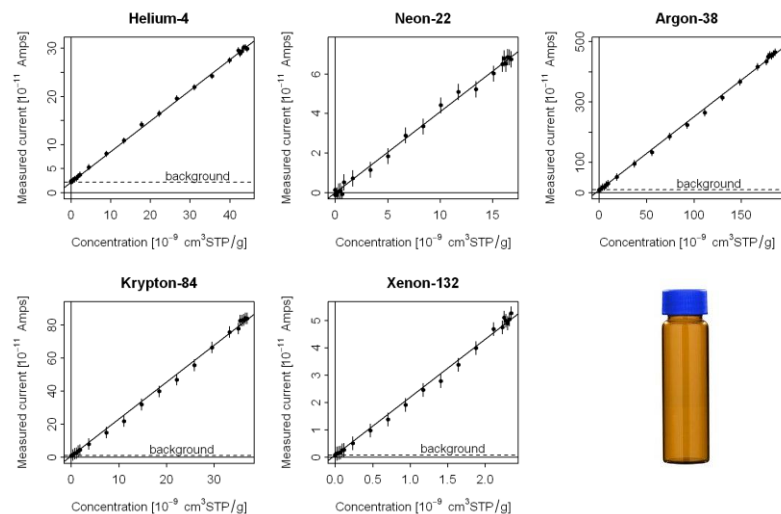 Helium-4
Measured current [10⁻¹¹ Amps]
30
25
20
15
10
5
0
background
0 10 20 30 40
Concentration [10⁻⁹ cm³STP/g]
Neon-22
Measured current [10⁻¹¹ Amps]
6
4
2
0
0 5 10 15
Concentration [10⁻⁹ cm³STP/g]
Argon-38
Measured current [10⁻¹¹ Amps]
500
300
100
0
background
0 50 100 150
Concentration [10⁻⁹ cm³STP/g]
Krypton-84
Measured current [10⁻¹¹ Amps]
80
60
40
20
0
background
0 10 20 30
Concentration [10⁻⁹ cm³STP/g]
Xenon-132
Measured current [10⁻¹¹ Amps]
5
4
3
2
1
0
background
0.0 0.5 1.0 1.5 2.0
Concentration [10⁻⁹ cm³STP/g]